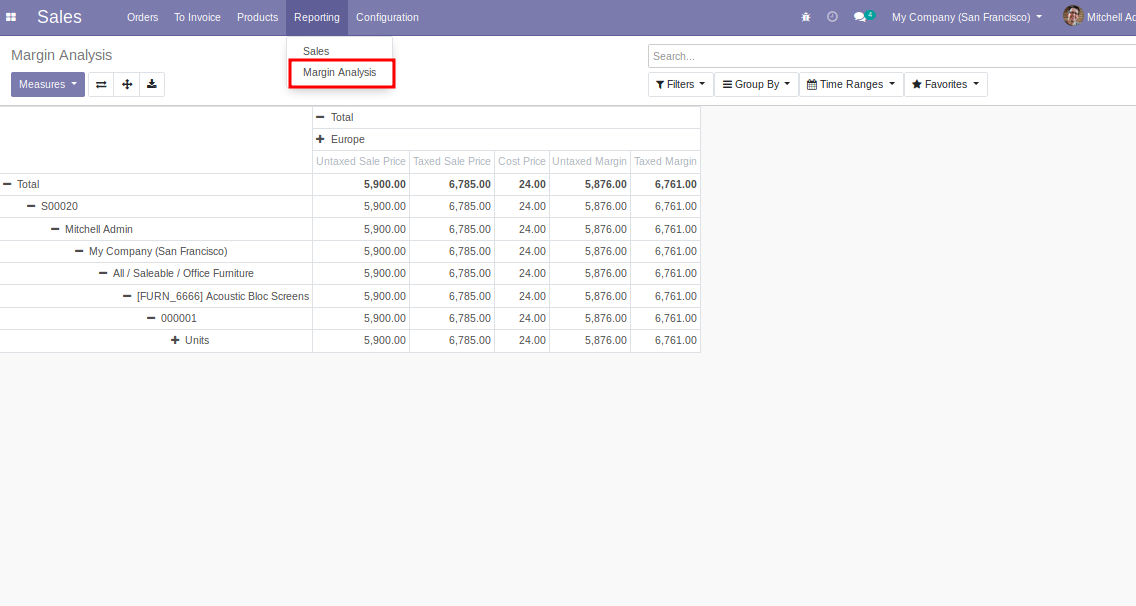 Sales Orders To Invoice Products Reporting Configuration 4 My Company (San Francisco) Mitchell Ad
Margin Analysis
Sales
Margin Analysis
Search...
Measures
Filters Group By Time Ranges Favorites
Total
Europe
Untaxed Sale Price Taxed Sale Price Cost Price Untaxed Margin Taxed Margin
Total 5,900.00 6,785.00 24.00 5,876.00 6,761.00
S00020 5,900.00 6,785.00 24.00 5,876.00 6,761.00
Mitchell Admin 5,900.00 6,785.00 24.00 5,876.00 6,761.00
My Company (San Francisco) 5,900.00 6,785.00 24.00 5,876.00 6,761.00
All / Saleable / Office Furniture 5,900.00 6,785.00 24.00 5,876.00 6,761.00
[FURN_6666] Acoustic Bloc Screens 5,900.00 6,785.00 24.00 5,876.00 6,761.00
000001 5,900.00 6,785.00 24.00 5,876.00 6,761.00
Units 5,900.00 6,785.00 24.00 5,876.00 6,761.00